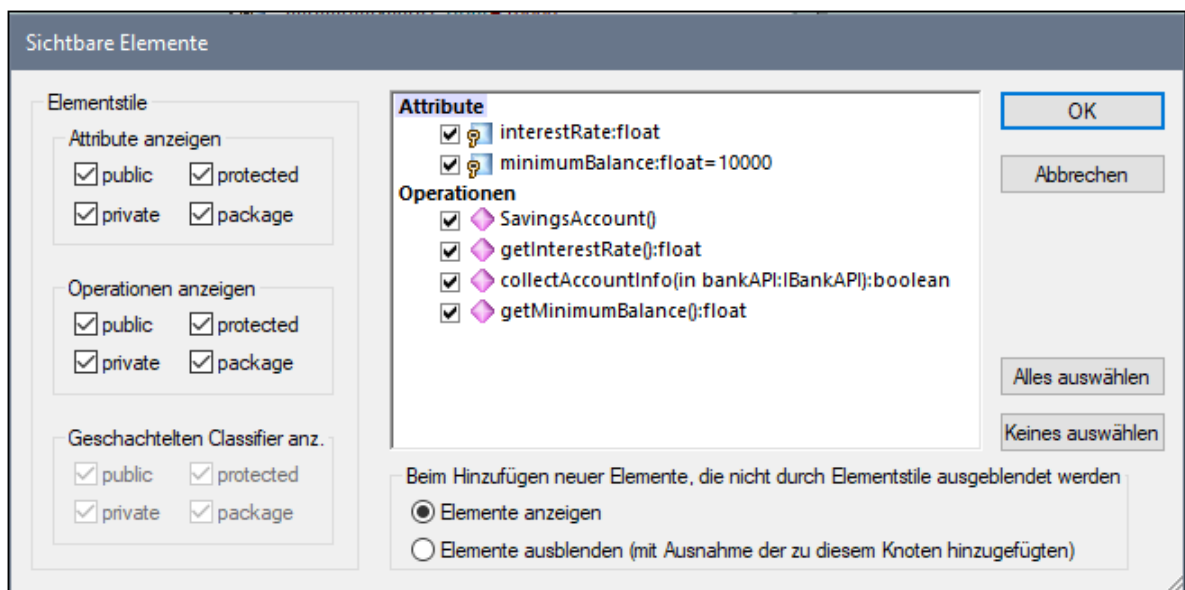 Sichtbare Elemente
Elementstile
Attribute anzeigen
public protected
private package
Operationen anzeigen
public protected
private package
Geschachtelten Classifier anz.
public protected
private package
Attribute
interestRate:float
minimumBalance:float=10000
Operationen
SavingsAccount()
getInterestRate():float
collectAccountInfo(in bankAPI:IBankAPI):boolean
getMinimumBalance():float
OK
Abbrechen
Alles auswählen
Keines auswählen
Beim Hinzufügen neuer Elemente, die nicht durch Elementstile ausgeblendet werden
Elemente anzeigen
Elemente ausblenden (mit Ausnahme der zu diesem Knoten hinzugefügten)